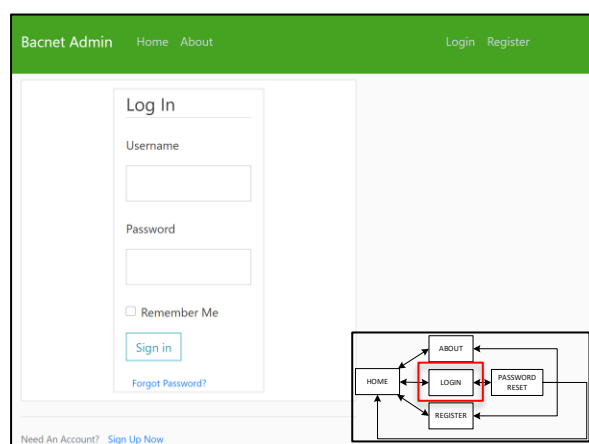 Bacnet Admin Home About Login Register
Log In
Username
Password
Remember Me
Sign in
Forgot Password?
Need An Account? Sign Up Now
ABOUT
HOME
LOGIN
PASSWORD
RESET
REGISTER